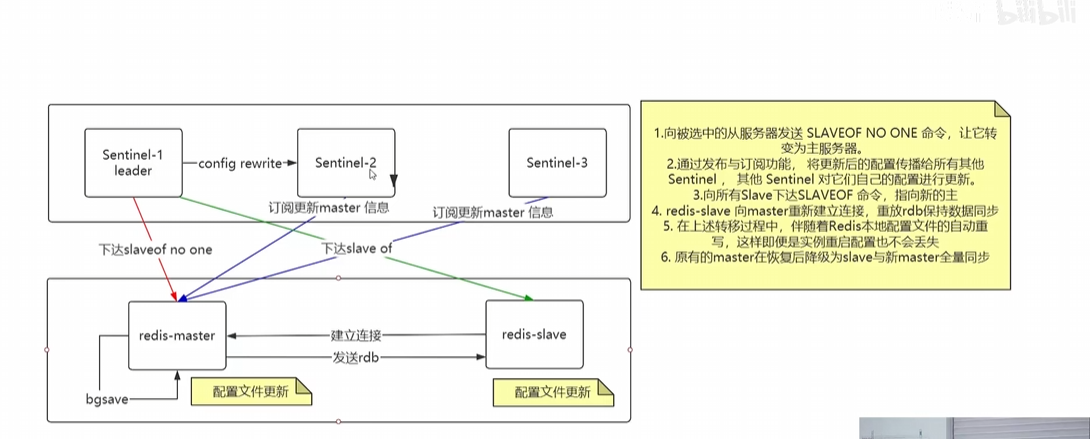 bilibili
Sentinel-1
leader
config rewrite
Sentinel-2
Sentinel-3
订阅更新master 信息
订阅更新master 信息
下达slaveof no one
下达slave of
redis-master
建立连接
发送rdb
redis-slave
bgsave
配置文件更新
配置文件更新
1.向被选中的从服务器发送 SLAVEOF NO ONE 命令，让它转
变为主服务器。
2.通过发布与订阅功能， 将更新后的配置传播给所有其他
Sentinel ， 其他 Sentinel 对它们自己的配置进行更新。
3.向所有Slave下达SLAVEOF 命令，指向新的主
4. redis-slave 向master重新建立连接，重放rdb保持数据同步
5. 在上述转移过程中，伴随着Redis本地配置文件的自动重
写，这样即便是实例重启配置也不会丢失
6. 原有的master在恢复后降级为slave与新master全量同步